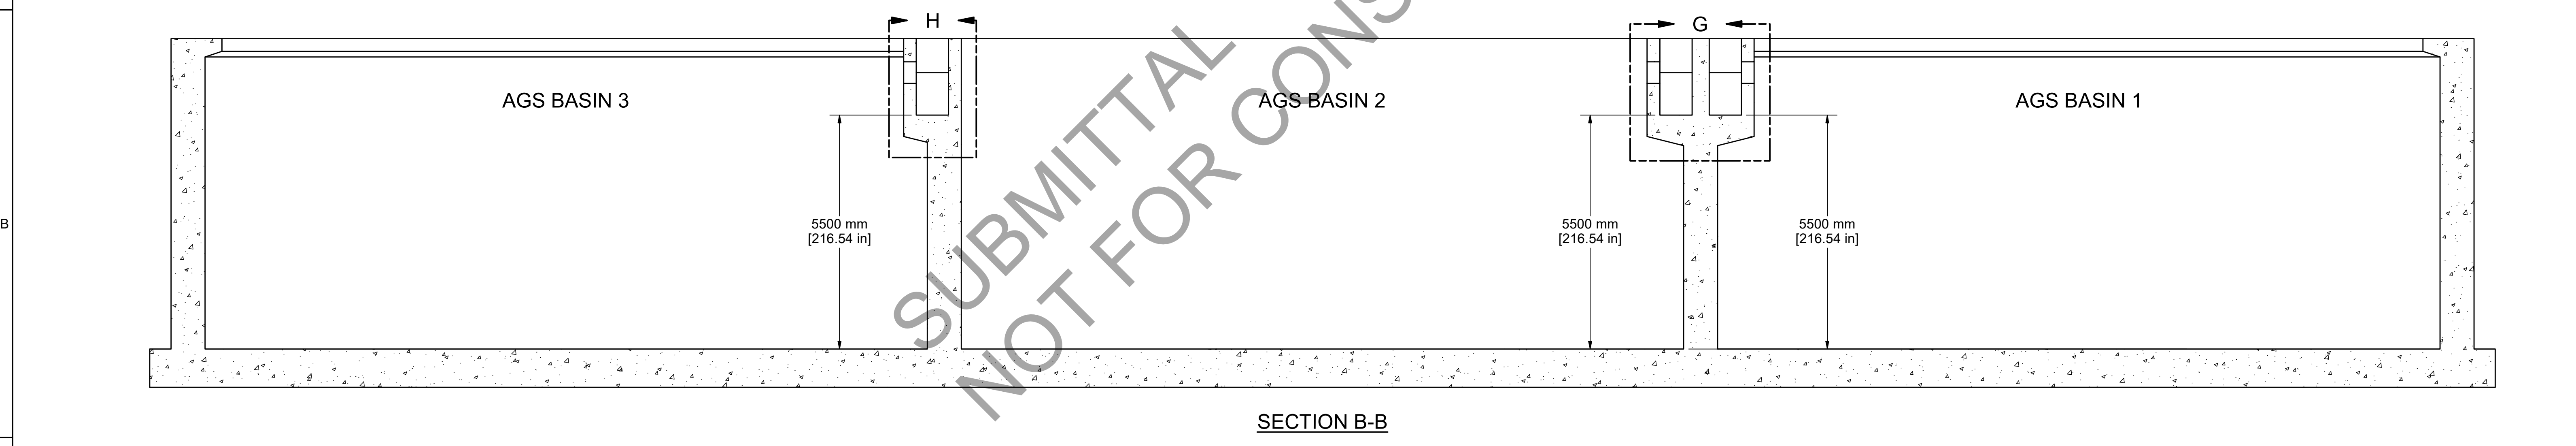 H
G
AGS BASIN 3
AGS BASIN 2
AGS BASIN 1
B
5500 mm
[216.54 in]
5500 mm
[216.54 in]
5500 mm
[216.54 in]
SUBMITTAL
NOT FOR CONS
SECTION B-B